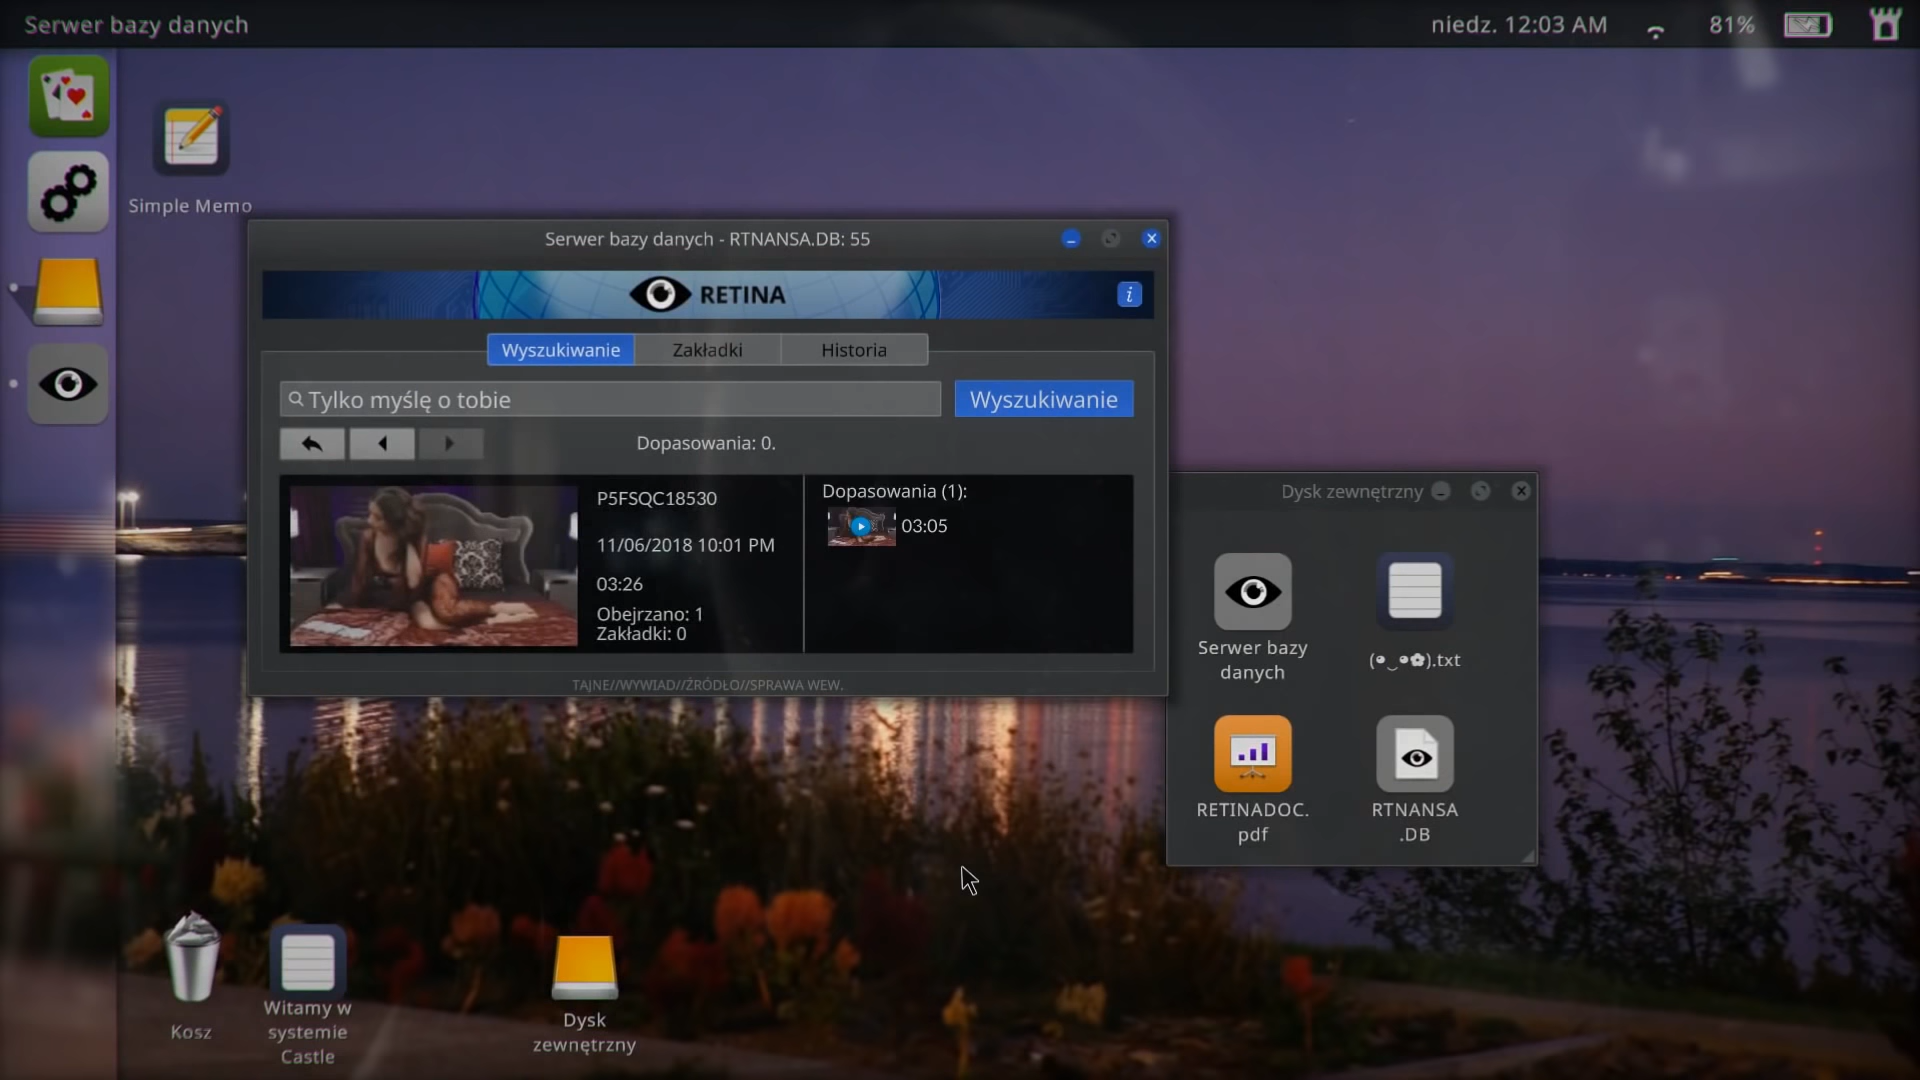 Serwer bazy danych
niedz. 12:03 AM
81%
Simple Memo
Serwer bazy danych - RTNANSA.DB: 55
RETINA
i
Wyszukiwanie
Zakładki
Historia
Tylko myślę o tobie
Wyszukiwanie
Dopasowania: 0.
P5FSQC18530
11/06/2018 10:01 PM
03:26
Obejrzano: 1
Zakładki: 0
Dopasowania (1):
03:05
TAJNE//WYWIAD//ŹRÓDŁO//SPRAWA WEW.
Dysk zewnętrzny
Serwer bazy
danych
(•‿•✿).txt
RETINADOC.
pdf
RTNANSA
.DB
Kosz
Witamy w
systemie
Castle
Dysk
zewnętrzny